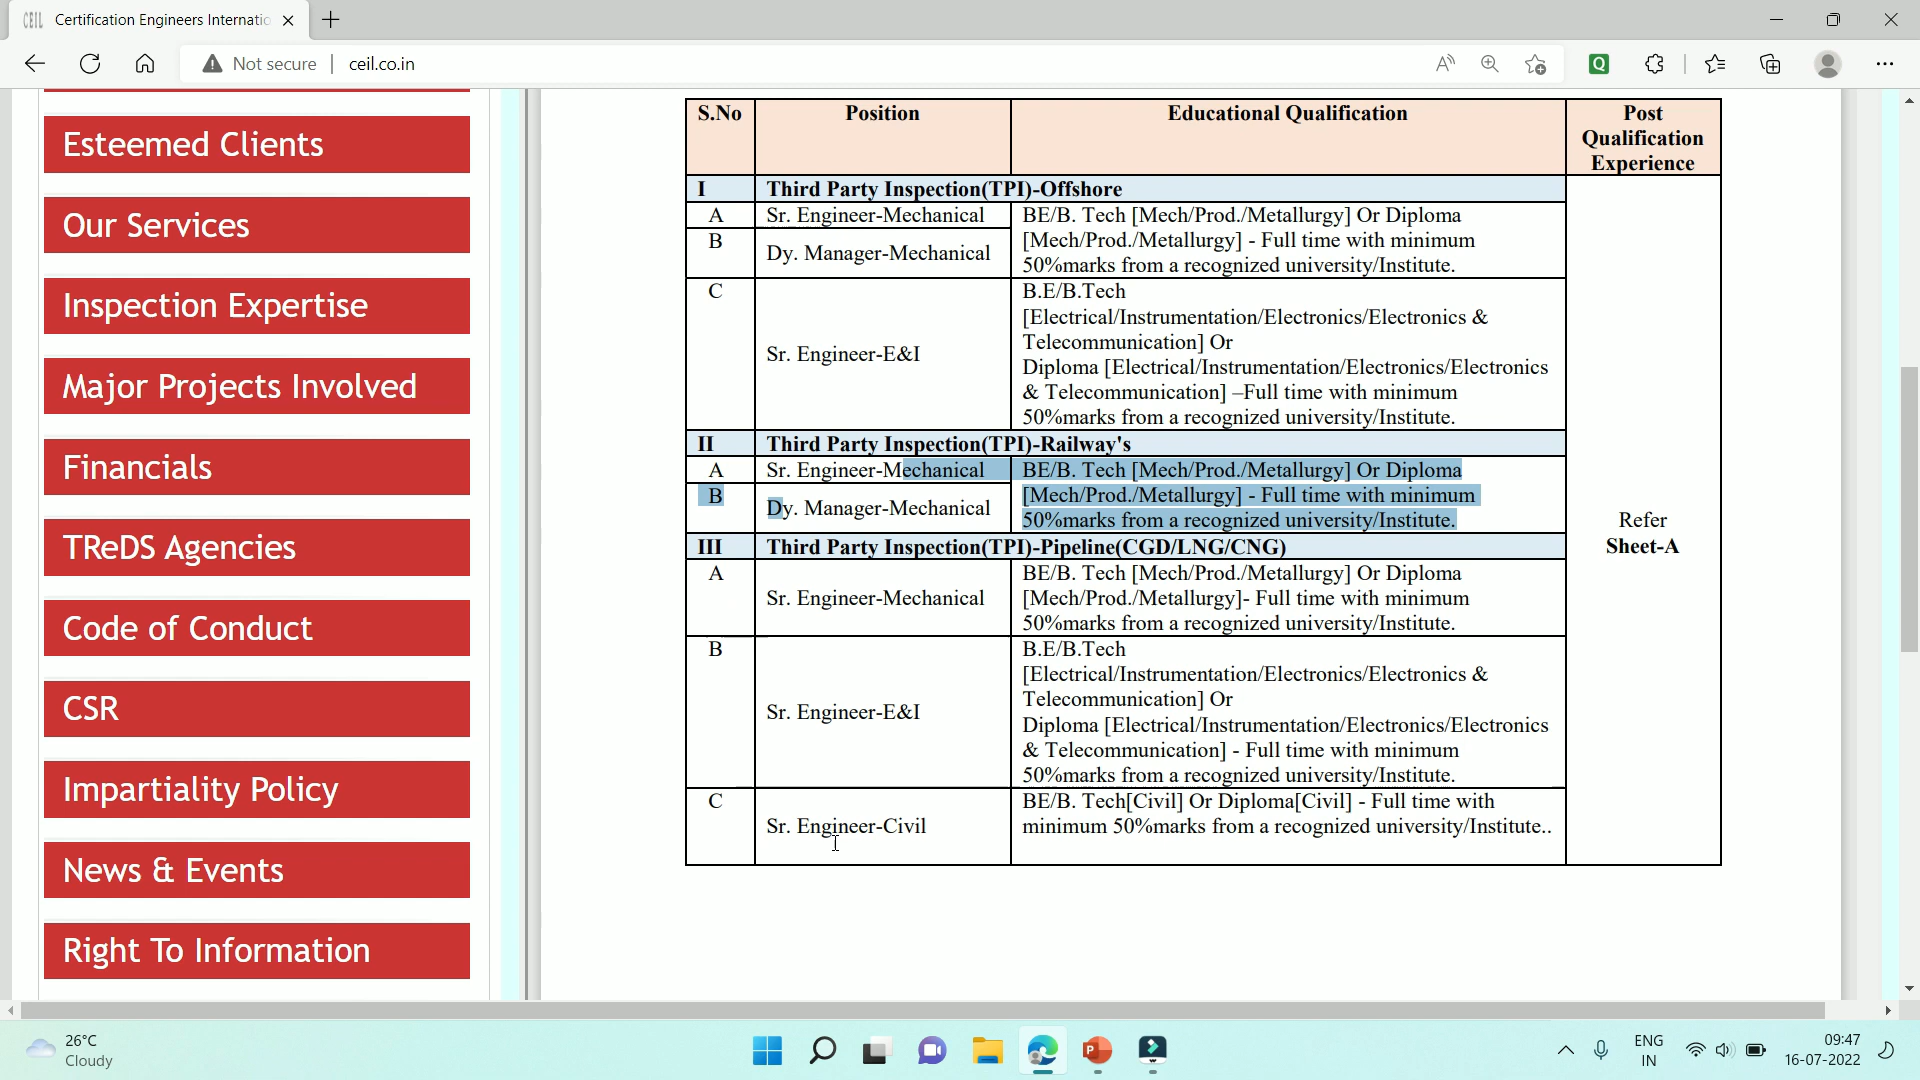 CEIL Certification Engineers Internatio
Not secure ceil.co.in
Esteemed Clients
Our Services
Inspection Expertise
Major Projects Involved
Financials
TReDS Agencies
Code of Conduct
CSR
Impartiality Policy
News & Events
Right To Information
S.No Position Educational Qualification Post
Qualification
Experience
I Third Party Inspection(TPI)-Offshore
A Sr. Engineer-Mechanical BE/B. Tech [Mech/Prod./Metallurgy] Or Diploma
B Dy. Manager-Mechanical [Mech/Prod./Metallurgy] - Full time with minimum
50%marks from a recognized university/Institute.
C Sr. Engineer-E&I B.E/B.Tech
[Electrical/Instrumentation/Electronics/Electronics &
Telecommunication] Or
Diploma [Electrical/Instrumentation/Electronics/Electronics
& Telecommunication] –Full time with minimum
50%marks from a recognized university/Institute.
II Third Party Inspection(TPI)-Railway's
A Sr. Engineer-Mechanical BE/B. Tech [Mech/Prod./Metallurgy] Or Diploma
B Dy. Manager-Mechanical [Mech/Prod./Metallurgy] - Full time with minimum
50%marks from a recognized university/Institute.
Refer
Sheet-A
III Third Party Inspection(TPI)-Pipeline(CGD/LNG/CNG)
A Sr. Engineer-Mechanical BE/B. Tech [Mech/Prod./Metallurgy] Or Diploma
[Mech/Prod./Metallurgy]- Full time with minimum
50%marks from a recognized university/Institute.
B Sr. Engineer-E&I B.E/B.Tech
[Electrical/Instrumentation/Electronics/Electronics &
Telecommunication] Or
Diploma [Electrical/Instrumentation/Electronics/Electronics
& Telecommunication] - Full time with minimum
50%marks from a recognized university/Institute.
C Sr. Engineer-Civil BE/B. Tech[Civil] Or Diploma[Civil] - Full time with
minimum 50%marks from a recognized university/Institute..
26°C
Cloudy
ENG
IN
09:47
16-07-2022